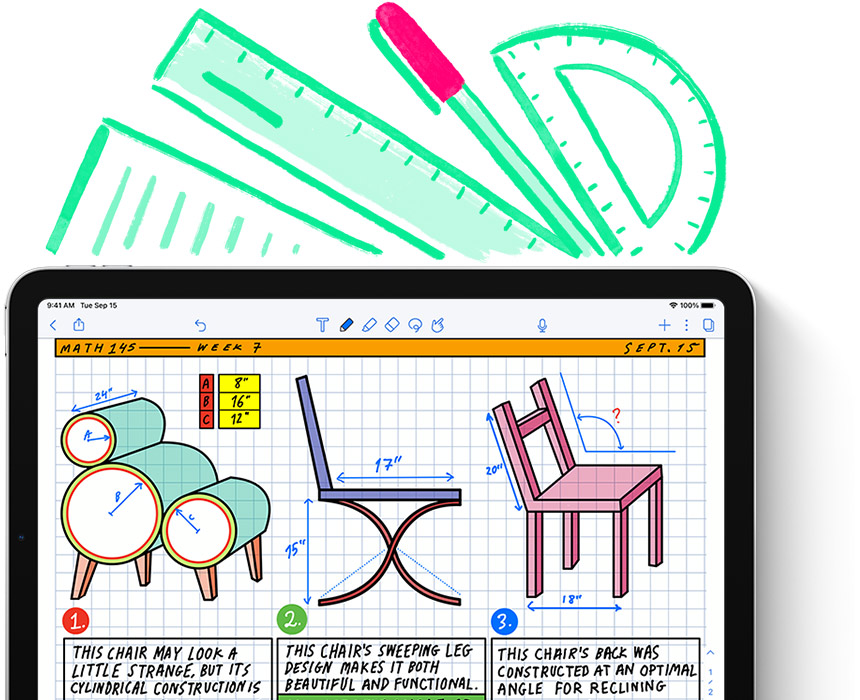 9:41 AM Tue Sep 15
100%
MATH 145 WEEK 7
SEPT. 15
24"
A
B
C
A 8"
B 16"
C 12"
17"
15"
20"
?
18"
1.
THIS CHAIR MAY LOOK A
LITTLE STRANGE, BUT ITS
CYLINDRICAL CONSTRUCTION IS
2.
THIS CHAIR'S SWEEPING LEG
DESIGN MAKES IT BOTH
BEAUTIFUL AND FUNCTIONAL
3.
THIS CHAIR'S BACK WAS
CONSTRUCTED AT AN OPTIMAL
ANGLE FOR RECLINING
1
2